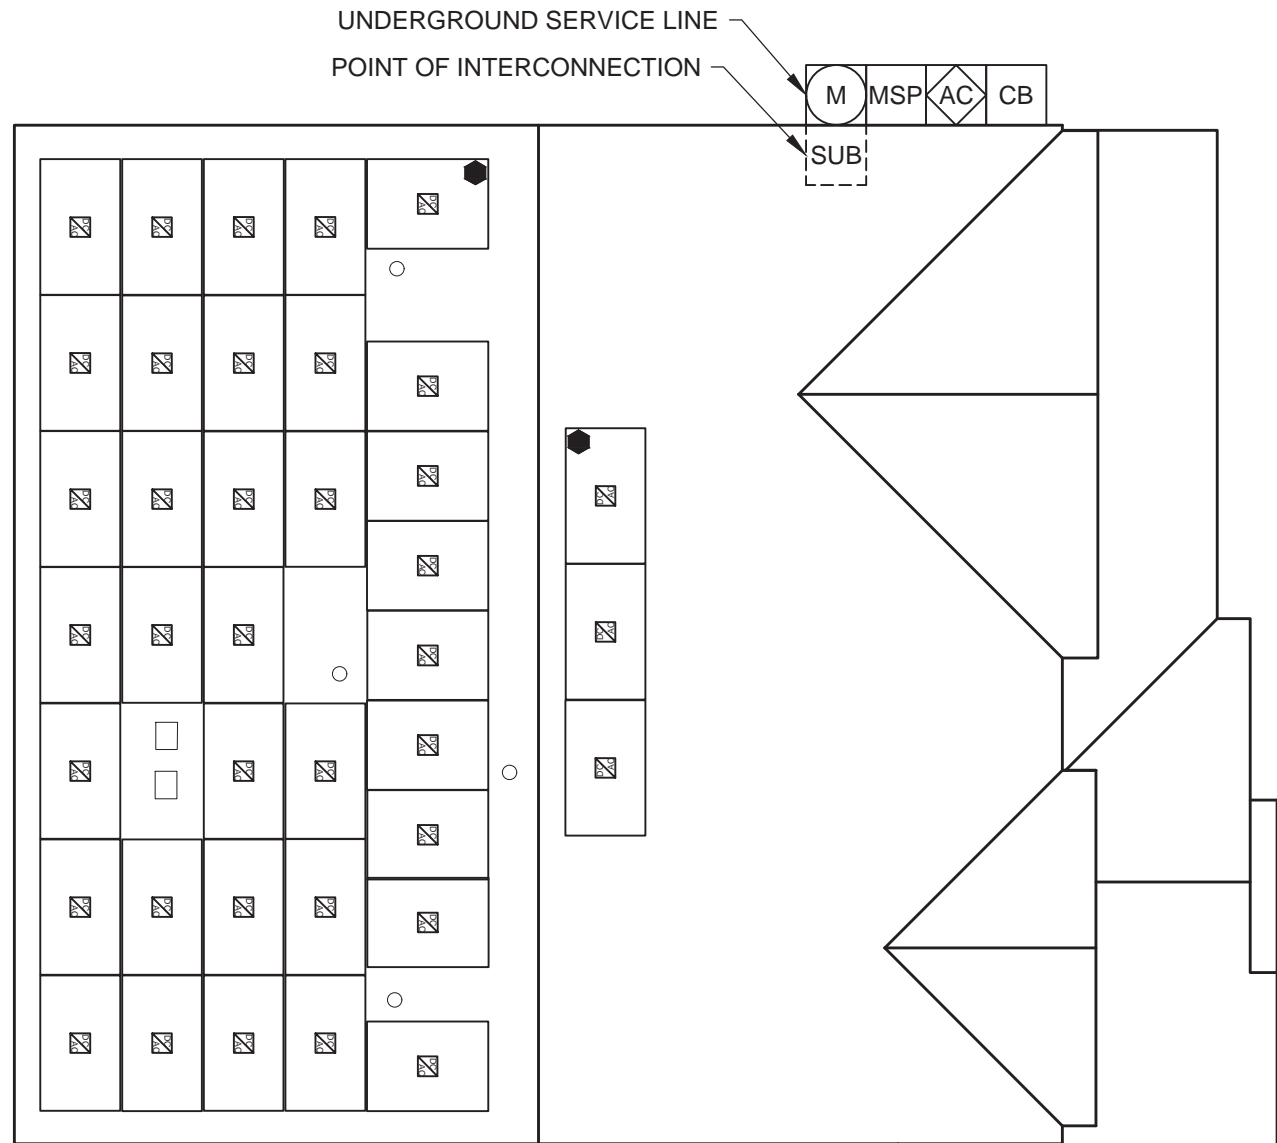 UNDERGROUND SERVICE LINE
POINT OF INTERCONNECTION
M
MSP
AC
CB
SUB